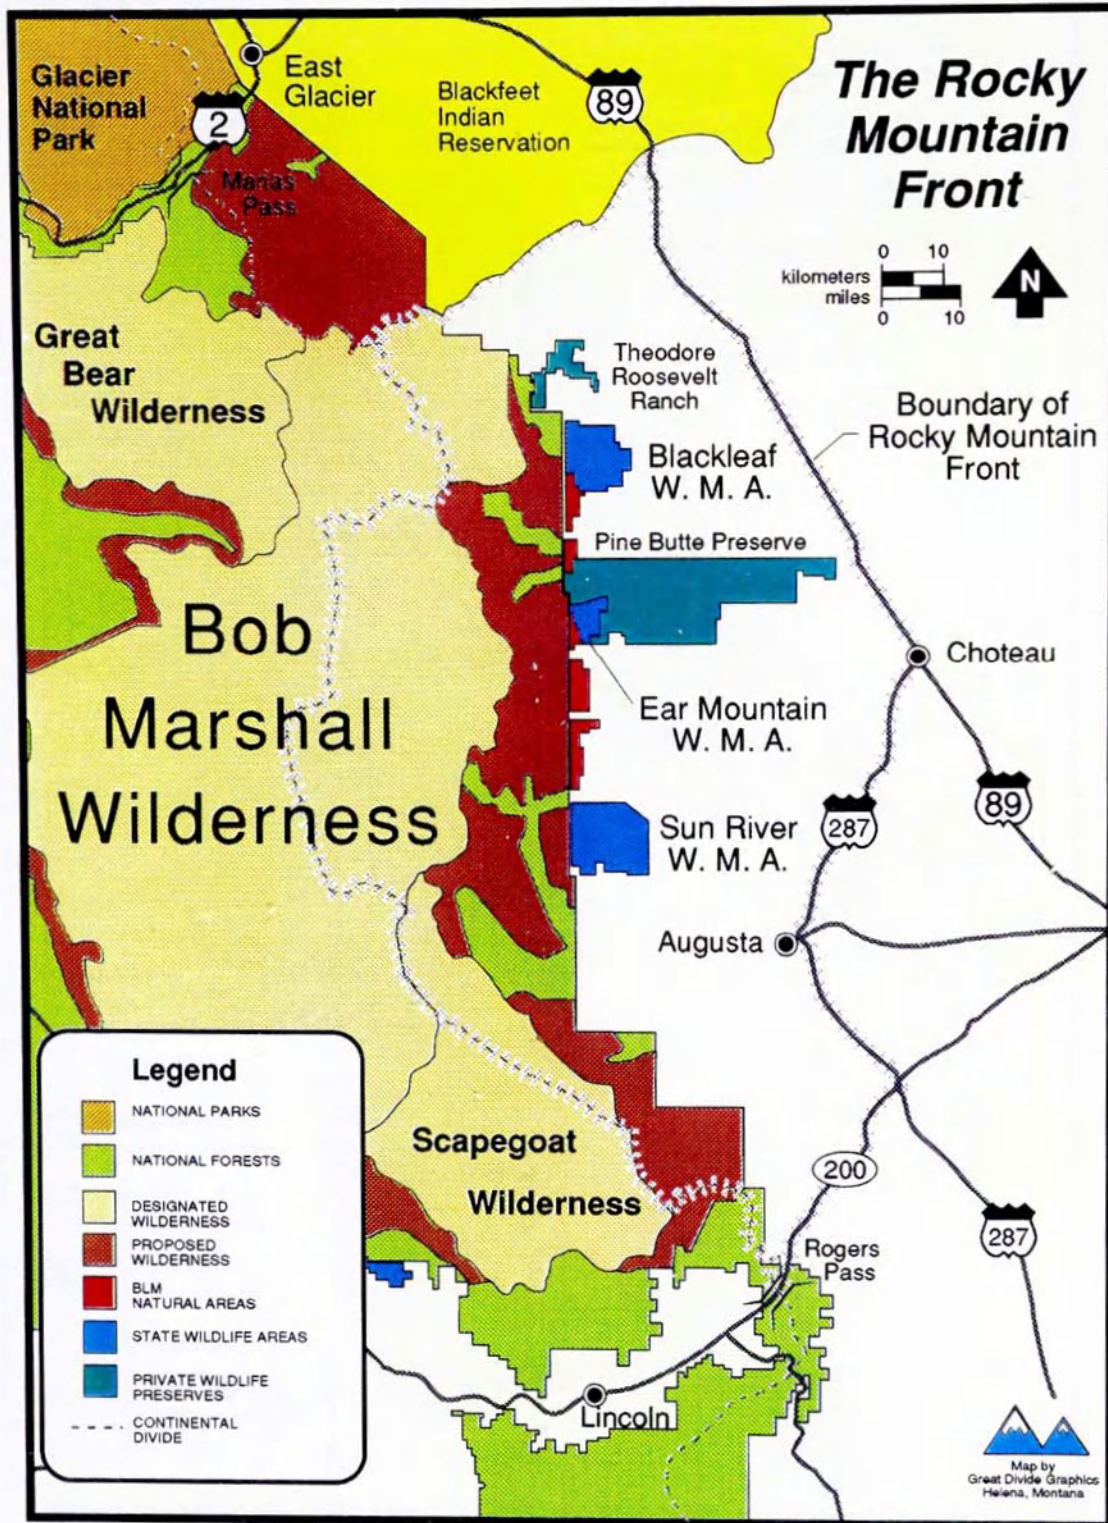 The Rocky
Mountain
Front
Glacier
National
Park
2
East
Glacier
Blackfeet
Indian
Reservation
89
Marias
Pass
0 10
kilometers
miles
0 10
N
Great
Bear
Wilderness
Theodore
Roosevelt
Ranch
Boundary of
Rocky Mountain
Front
Blackleaf
W. M. A.
Pine Butte Preserve
Bob
Marshall
Wilderness
Choteau
Ear Mountain
W. M. A.
89
287
Sun River
W. M. A.
Augusta
Scapegoat
Wilderness
200
287
Rogers
Pass
Lincoln
Legend
NATIONAL PARKS
NATIONAL FORESTS
DESIGNATED
WILDERNESS
PROPOSED
WILDERNESS
BLM
NATURAL AREAS
STATE WILDLIFE AREAS
PRIVATE WILDLIFE
PRESERVES
CONTINENTAL
DIVIDE
Map by
Great Divide Graphics
Helena, Montana